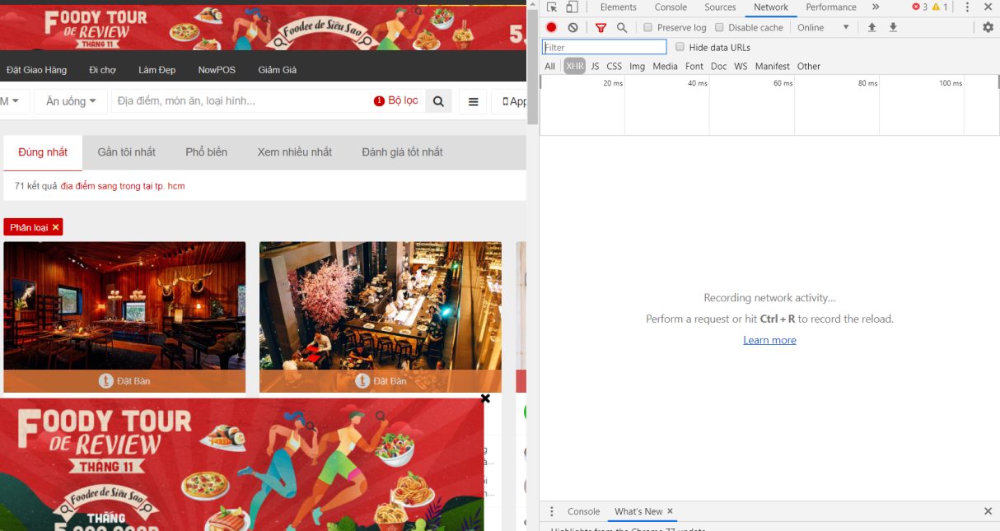 FOODY TOUR
DE REVIEW
THÁNG 11
Foodee de Siêu Sao
5.
Đặt Giao Hàng Đi chợ Làm Đẹp NowPOS Giảm Giá
M Ăn uống Địa điểm, món ăn, loại hình... 1 Bộ lọc App
Đúng nhất Gần tôi nhất Phổ biến Xem nhiều nhất Đánh giá tốt nhất
71 kết quả địa điểm sang trọng tại tp. hcm
Phân loại ×
Đặt Bàn Đặt Bàn
FOODY TOUR
DE REVIEW
THÁNG 11
Foodee de Siêu Sao
THẮNG
Elements Console Sources Network Performance » 3 1
Preserve log Disable cache Online
Filter Hide data URLs
All XHR JS CSS Img Media Font Doc WS Manifest Other
20 ms 40 ms 60 ms 80 ms 100 ms
Recording network activity...
Perform a request or hit Ctrl + R to record the reload.
Learn more
Console What's New ×
Highlights from the Chrome 77 update